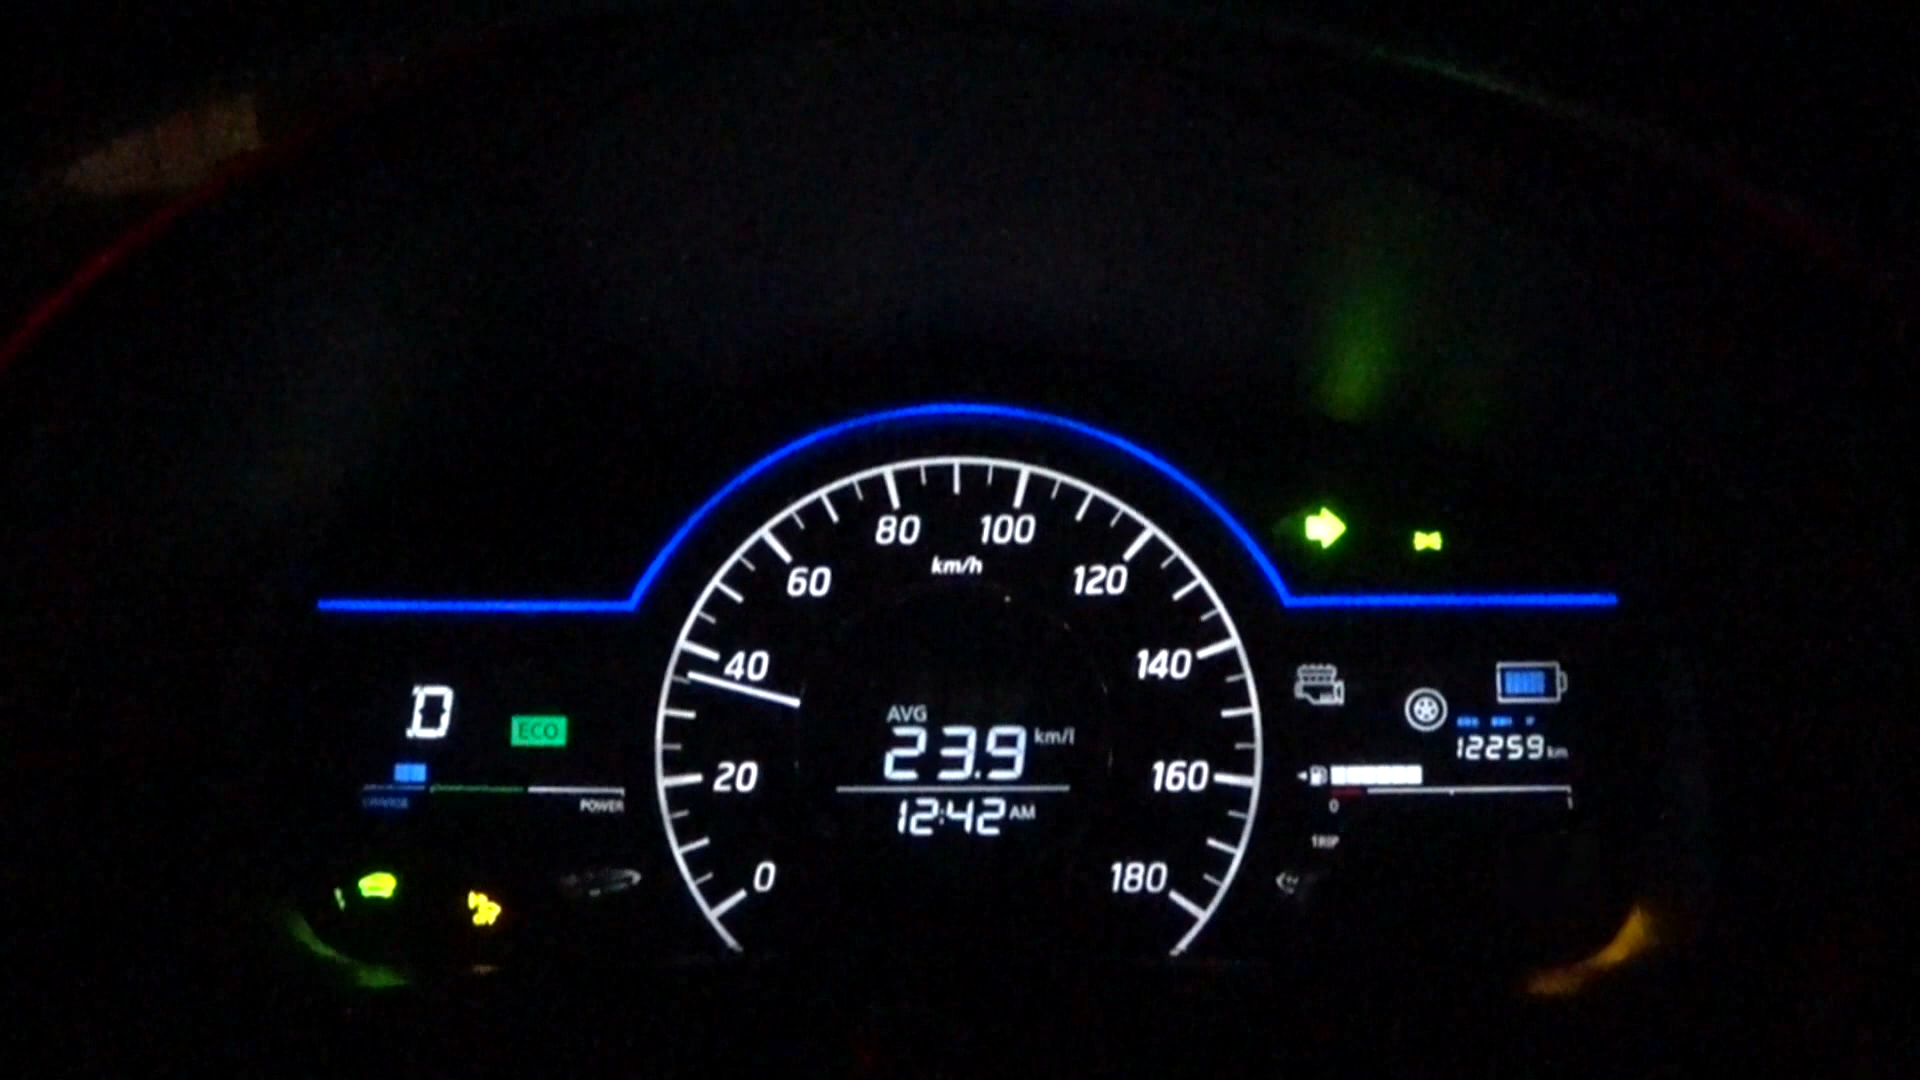 80 100
km/h
60 120
40 140
D ECO
AVG
23.9 km/l
12259 km
20 160
CHARGE POWER
12:42 AM
0 1
TRIP
0 180